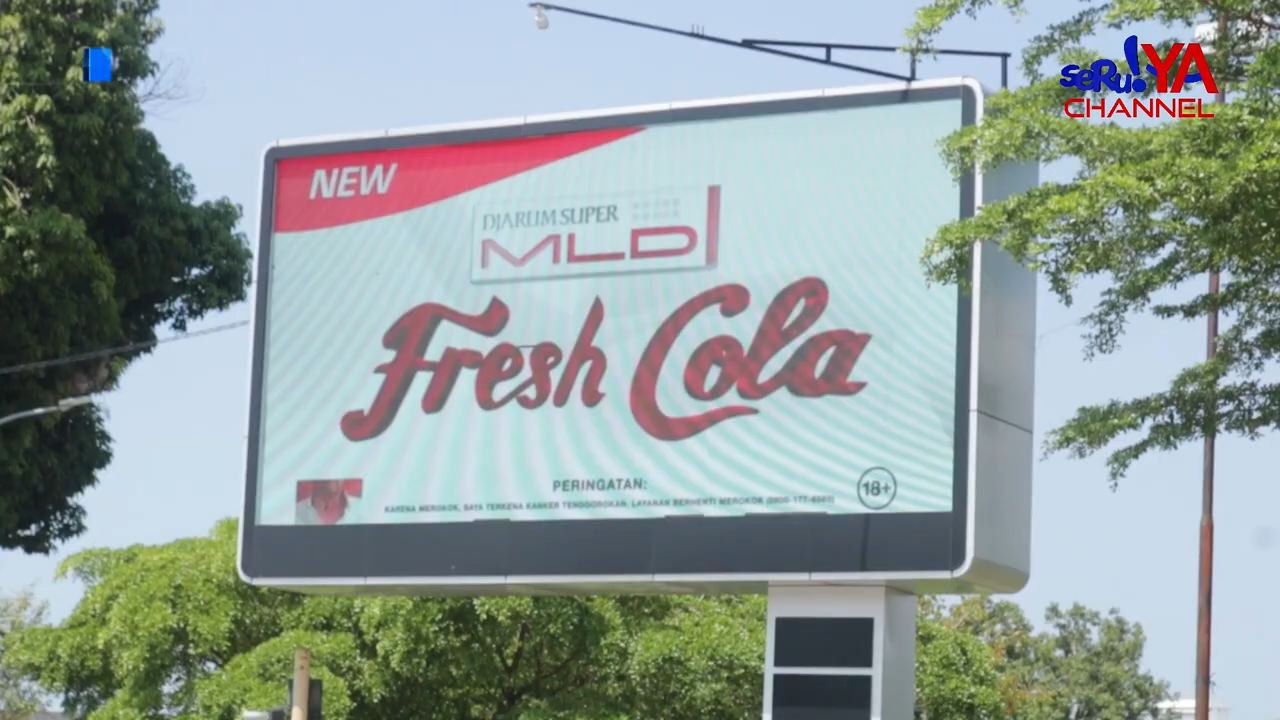 seRu!YA
CHANNEL
NEW
DJARUM SUPER
MLD
Fresh Cola
PERINGATAN:
KARENA MEROKOK, SAYA TERKENA KANKER TENGGOROKAN. LAYANAN BERHENTI MEROKOK (0800-177-6565)
18+